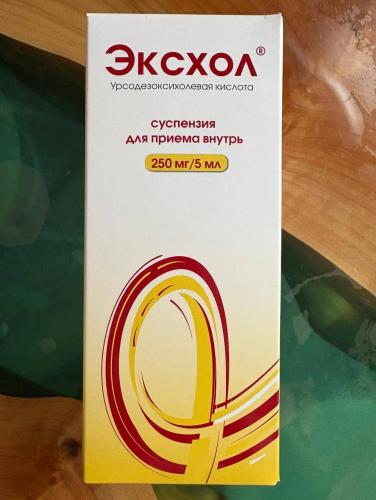 Эксхол®
Урсодезоксихолевая кислота
суспензия
для приема внутрь
250 мг/5 мл